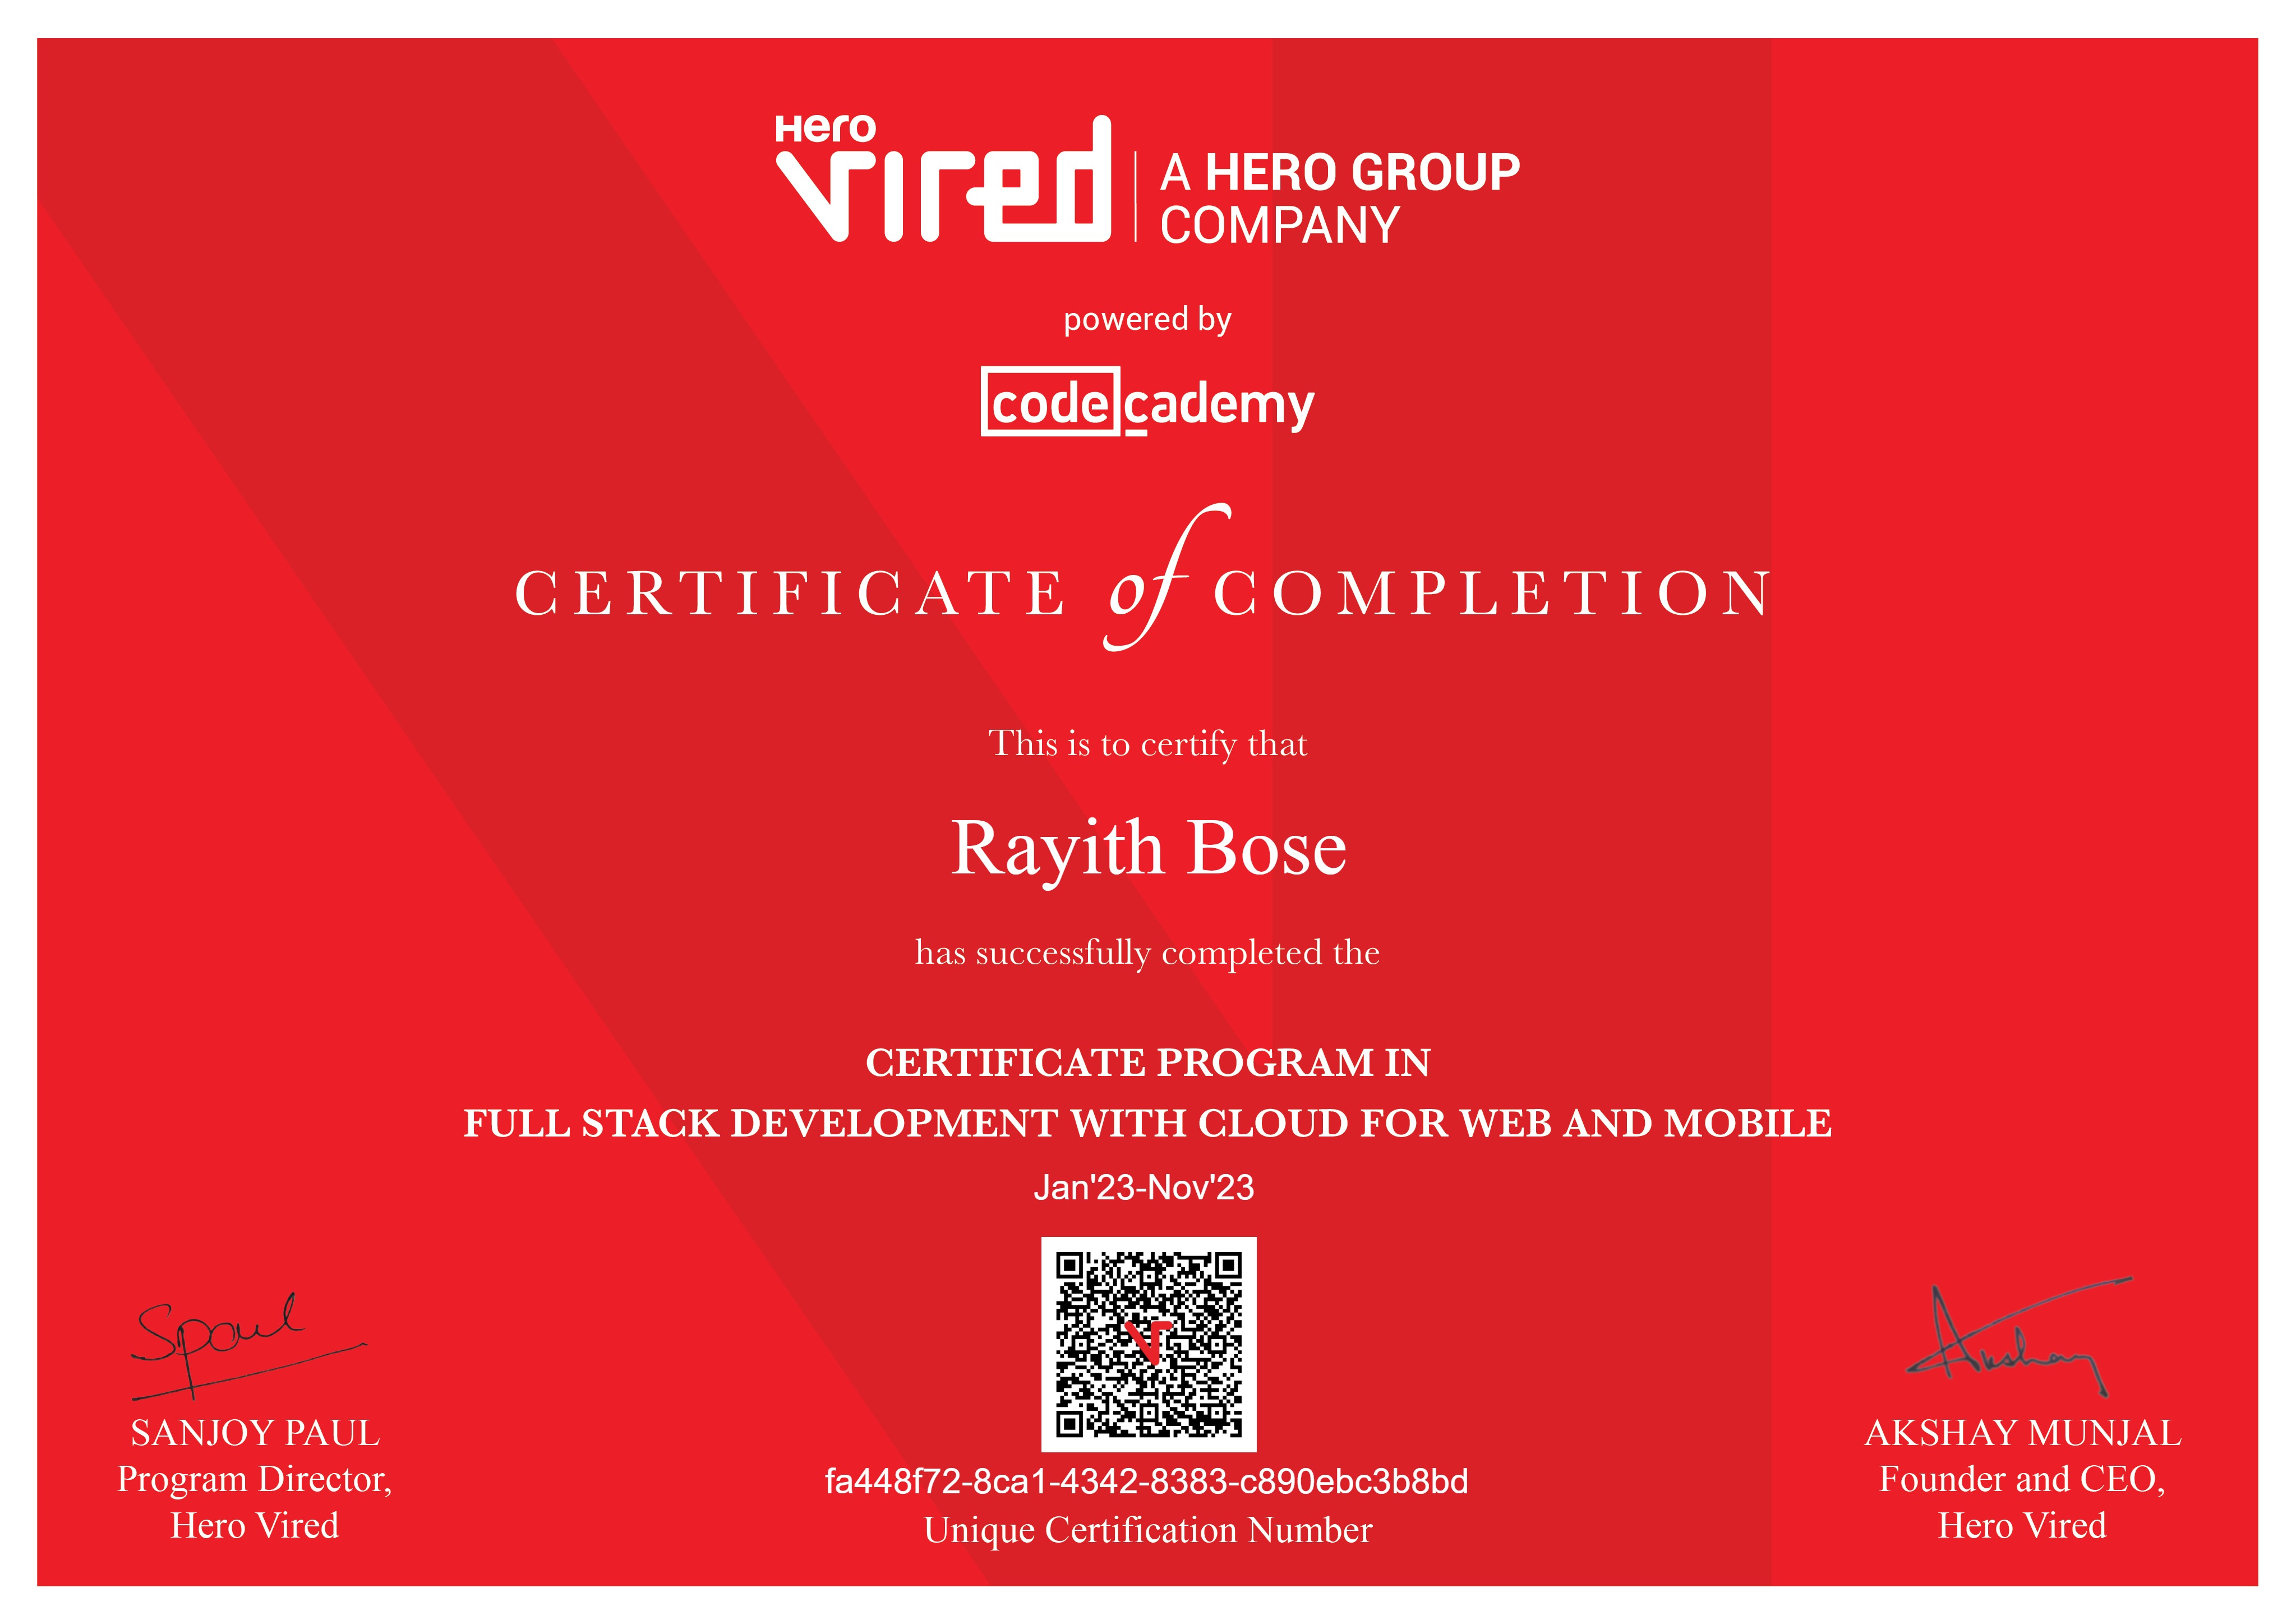 Hero
vired
A HERO GROUP
COMPANY
powered by
codecademy
CERTIFICATE of COMPLETION
This is to certify that
Rayith Bose
has successfully completed the
CERTIFICATE PROGRAM IN
FULL STACK DEVELOPMENT WITH CLOUD FOR WEB AND MOBILE
Jan'23-Nov'23
Spaul
SANJOY PAUL
Program Director,
Hero Vired
fa448f72-8ca1-4342-8383-c890ebc3b8bd
Unique Certification Number
AKSHAY MUNJAL
Founder and CEO,
Hero Vired